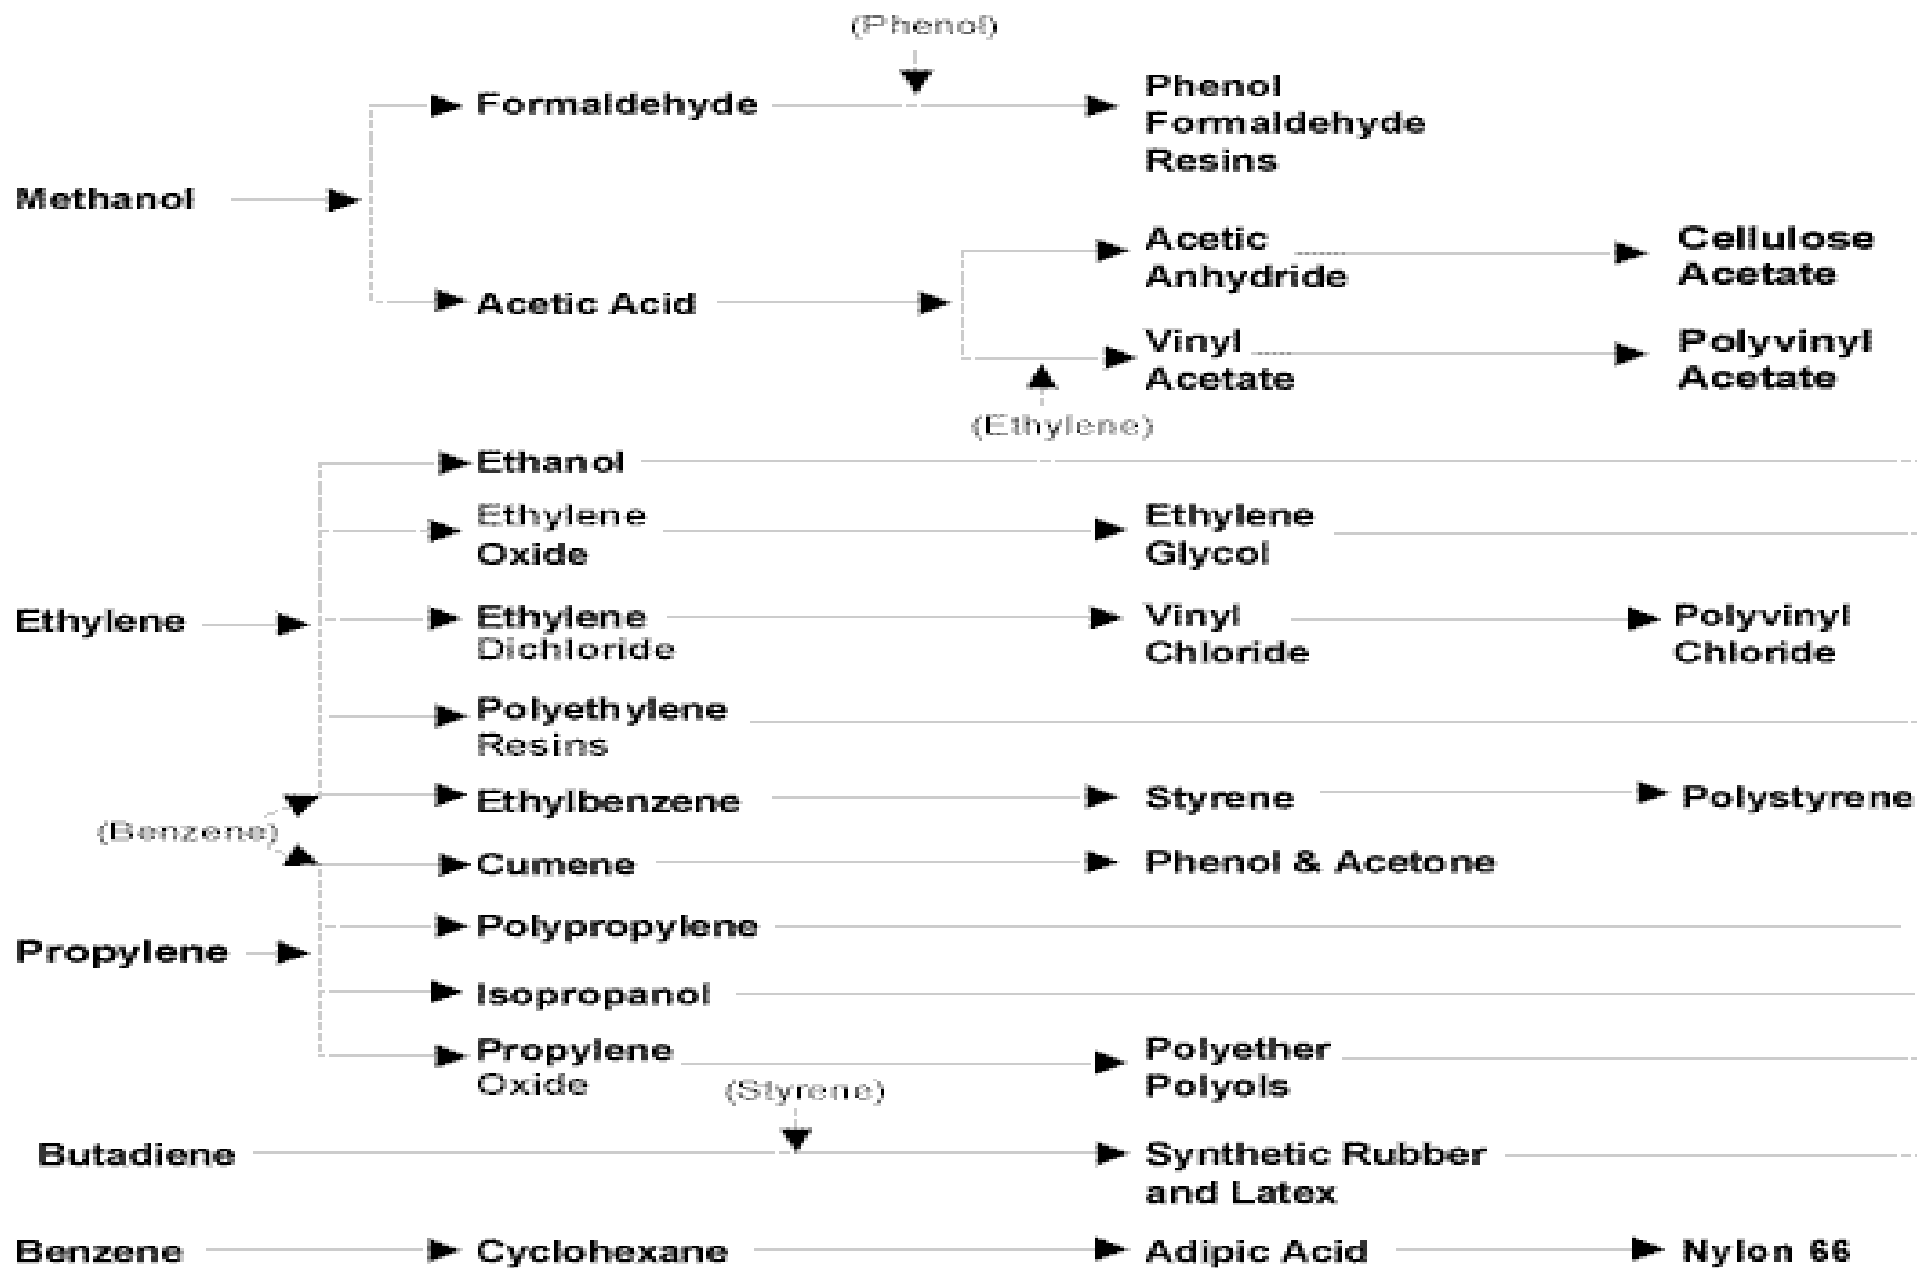 (Phenol)
Formaldehyde
Phenol
Formaldehyde
Resins
Methanol
Acetic Acid
Acetic
Anhydride
Cellulose
Acetate
Vinyl
Acetate
Polyvinyl
Acetate
(Ethylene)
Ethanol
Ethylene
Oxide
Ethylene
Glycol
Ethylene
Ethylene
Dichloride
Vinyl
Chloride
Polyvinyl
Chloride
Polyethylene
Resins
Ethylbenzene
Styrene
Polystyrene
(Benzene)
Cumene
Phenol & Acetone
Propylene
Polypropylene
Isopropanol
Propylene
Oxide
Polyether
Polyols
(Styrene)
Butadiene
Synthetic Rubber
and Latex
Benzene
Cyclohexane
Adipic Acid
Nylon 66